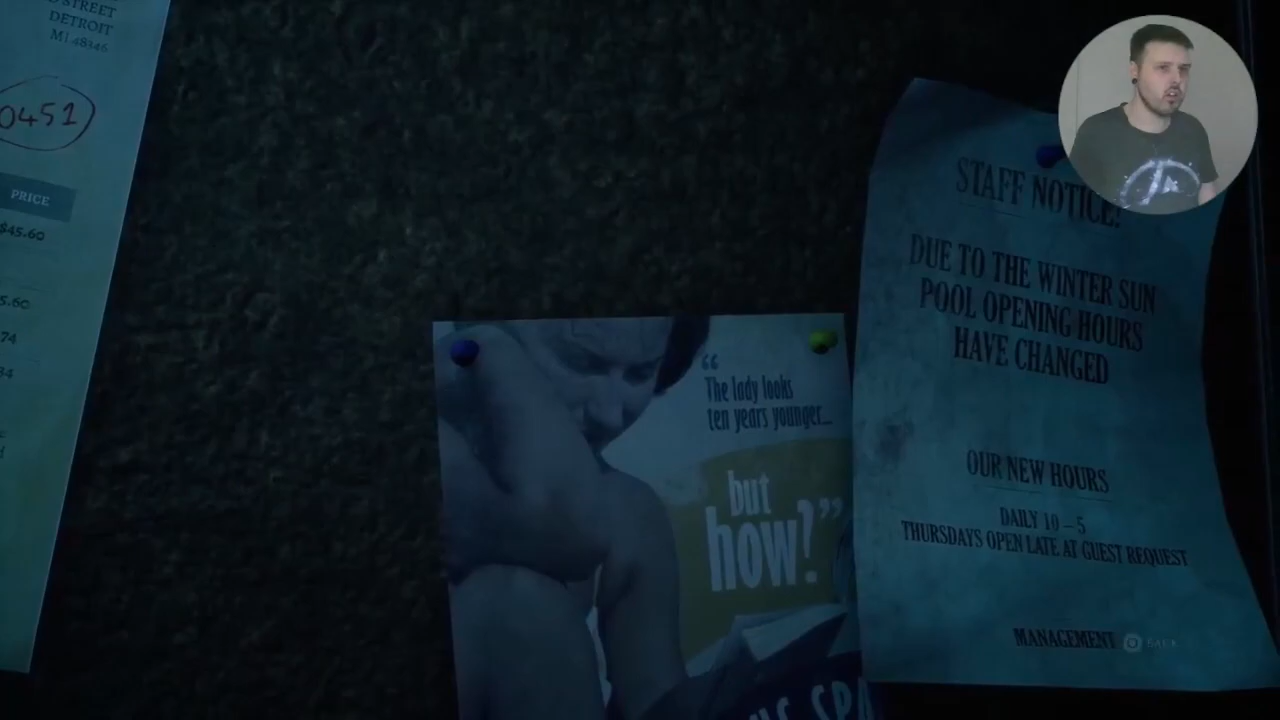 STREET
DETROIT
MI 48346
0451
PRICE
$45.60
5.60
74
34
“
The lady looks
ten years younger...
but
how?”
SPA
STAFF NOTICE!
DUE TO THE WINTER SUN
POOL OPENING HOURS
HAVE CHANGED
OUR NEW HOURS
DAILY 10 – 5
THURSDAYS OPEN LATE AT GUEST REQUEST
MANAGEMENT
BACK